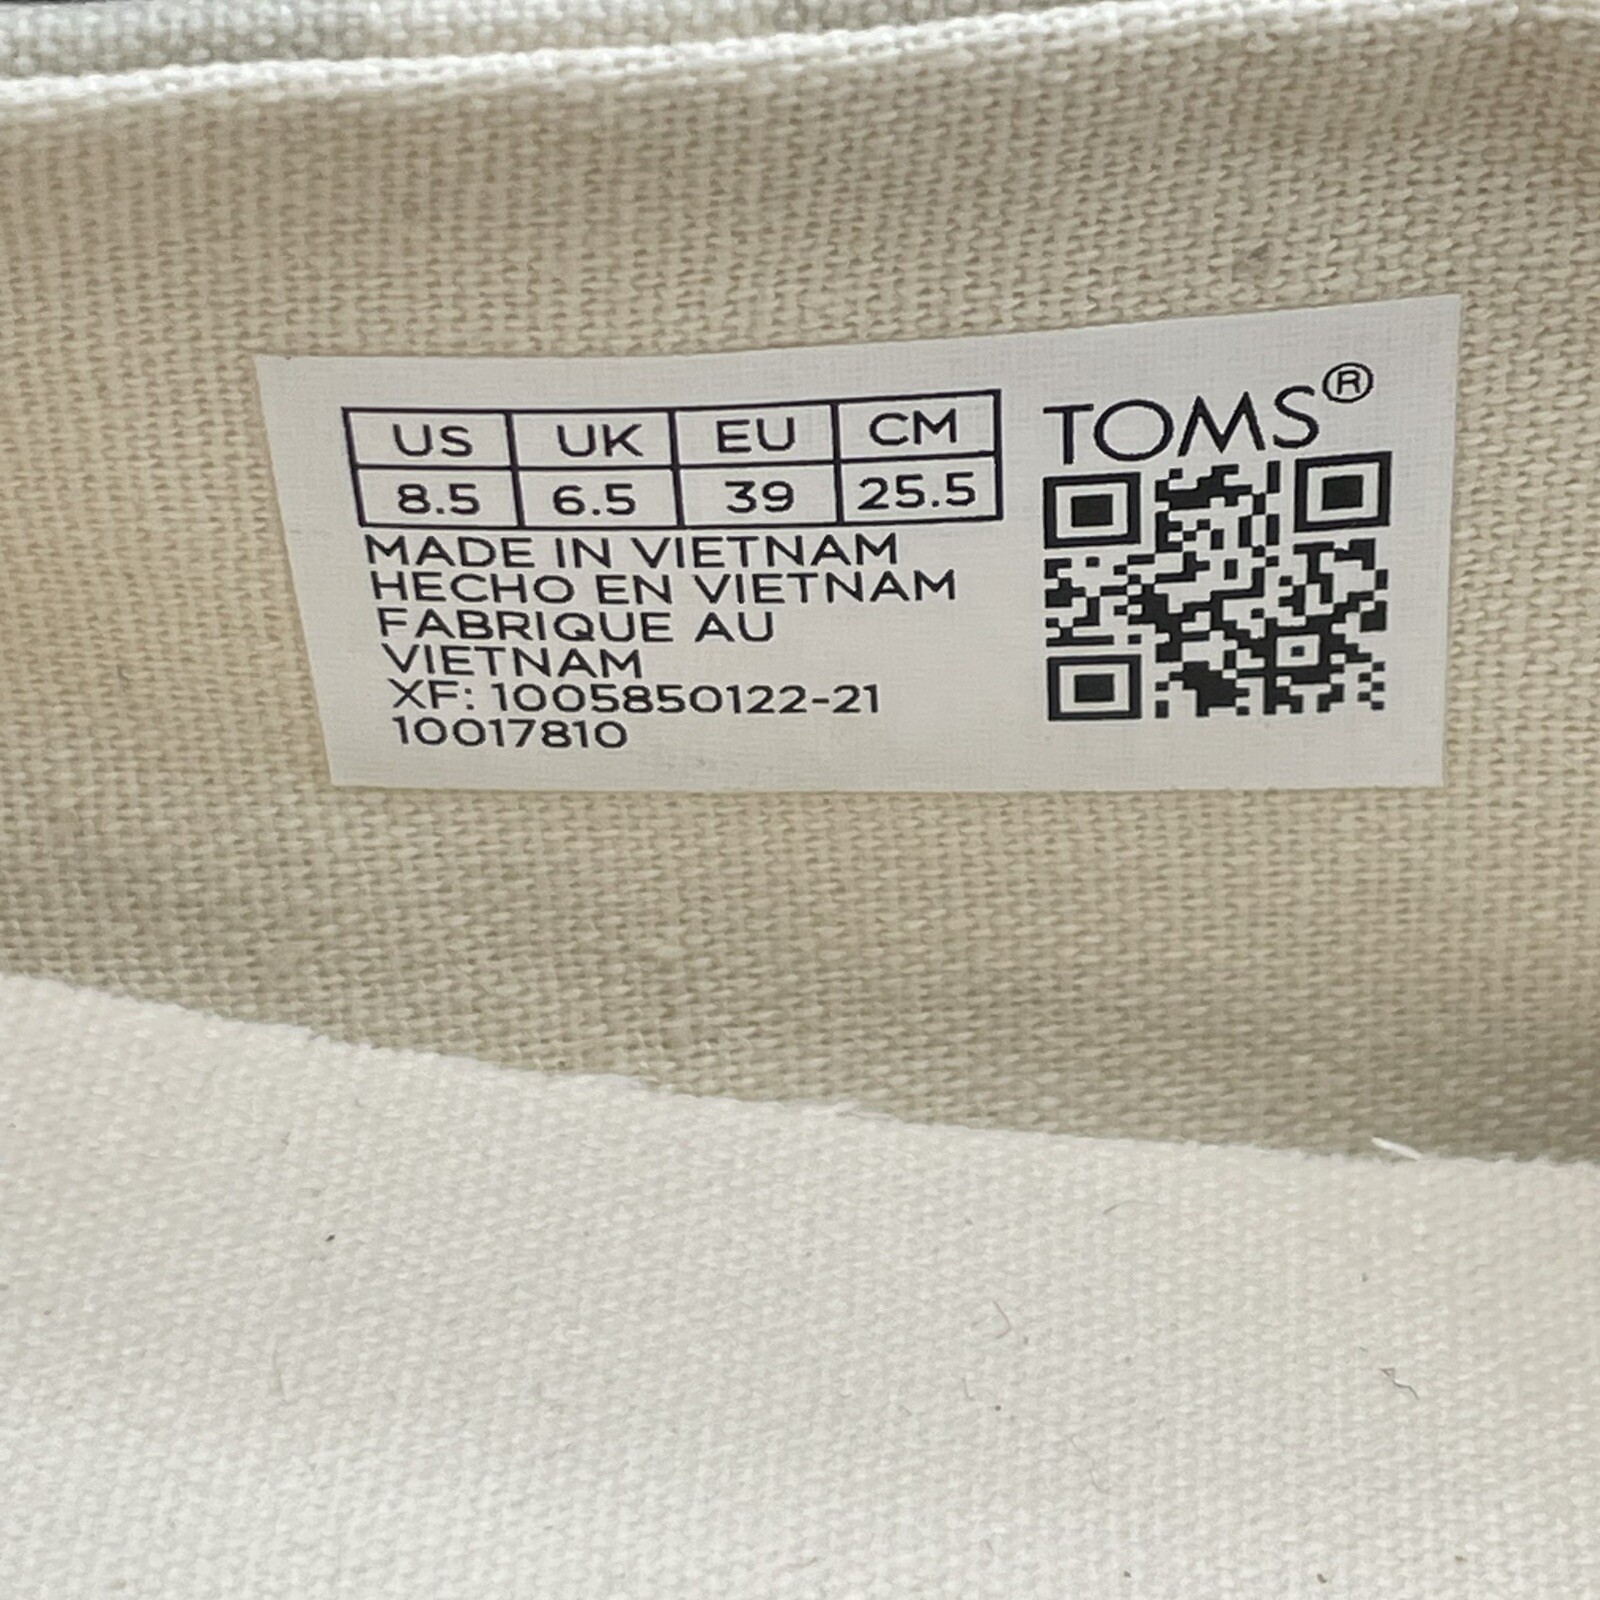 US UK EU CM
8.5 6.5 39 25.5
MADE IN VIETNAM
HECHO EN VIETNAM
FABRIQUE AU
VIETNAM
XF: 1005850122-21
10017810
TOMS®